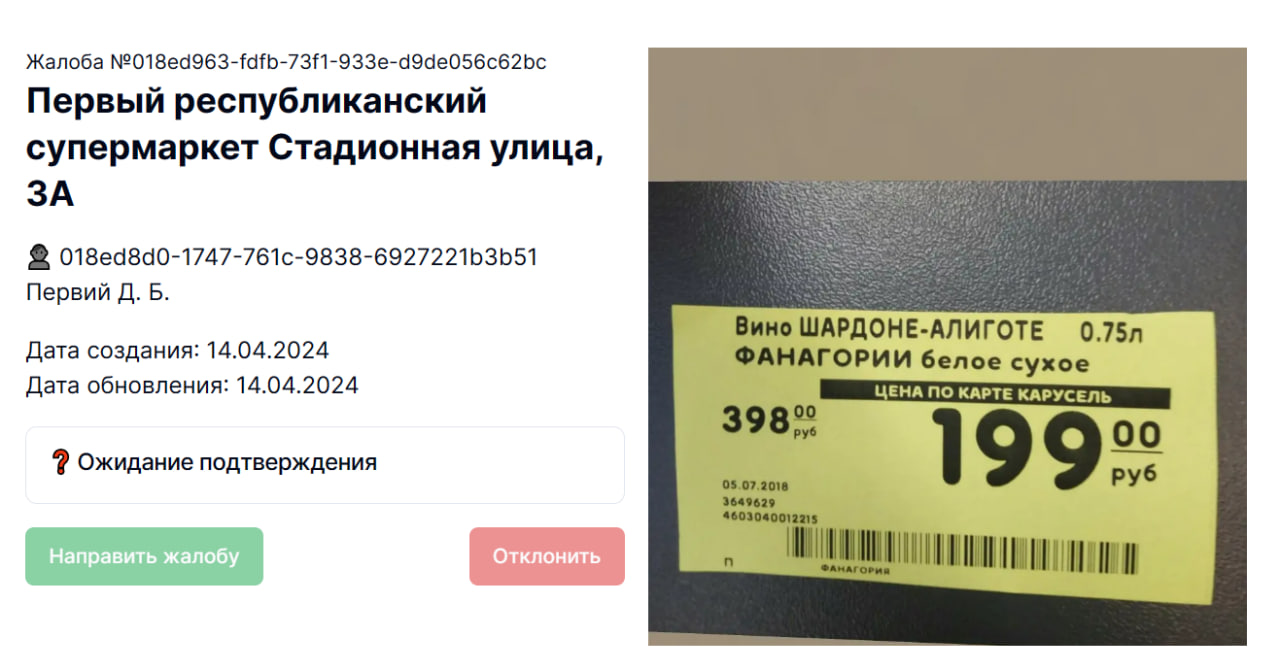 Жалоба №018ed963-fdfb-73f1-933e-d9de056c62bc
Первый республиканский
супермаркет Стадионная улица,
3А
018ed8d0-1747-761c-9838-6927221b3b51
Первий Д. Б.
Дата создания: 14.04.2024
Дата обновления: 14.04.2024
❓ Ожидание подтверждения
Направить жалобу
Отклонить
Вино ШАРДОНЕ-АЛИГОТЕ 0.75л
ФАНАГОРИИ белое сухое
ЦЕНА ПО КАРТЕ КАРУСЕЛЬ
398 00 руб
199 00 руб
05.07.2018
3649629
4603040012215
П
ФАНАГОРИЯ